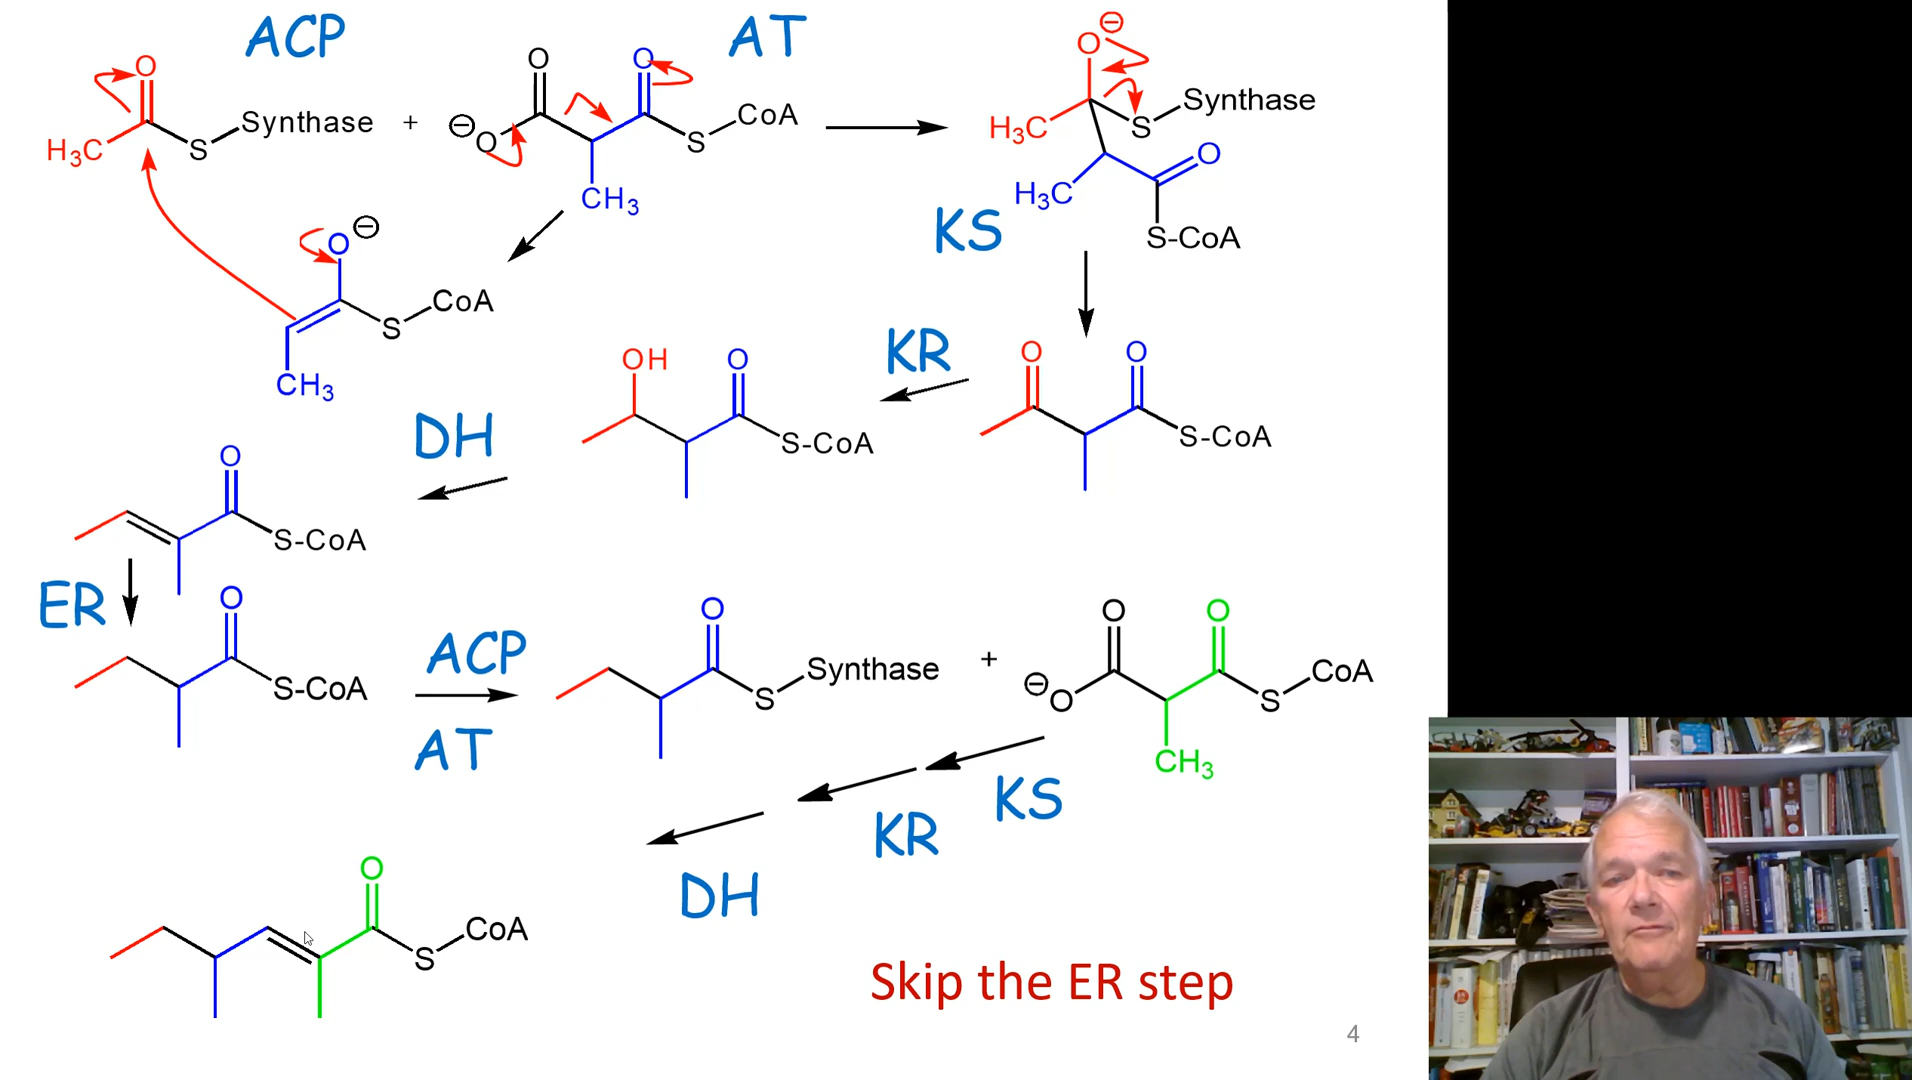 ACP
AT
O
H₃C
S
Synthase
+
⊖
O
O
O
S
CoA
CH₃
⊖
O
H₃C
S
Synthase
H₃C
O
S-CoA
KS
⊖
O
S
CoA
CH₃
KR
OH
O
S-CoA
O
O
S-CoA
DH
O
S-CoA
ER
O
S-CoA
ACP
AT
O
S
Synthase
+
⊖
O
O
O
S
CoA
CH₃
KS
KR
DH
O
S
CoA
Skip the ER step
4